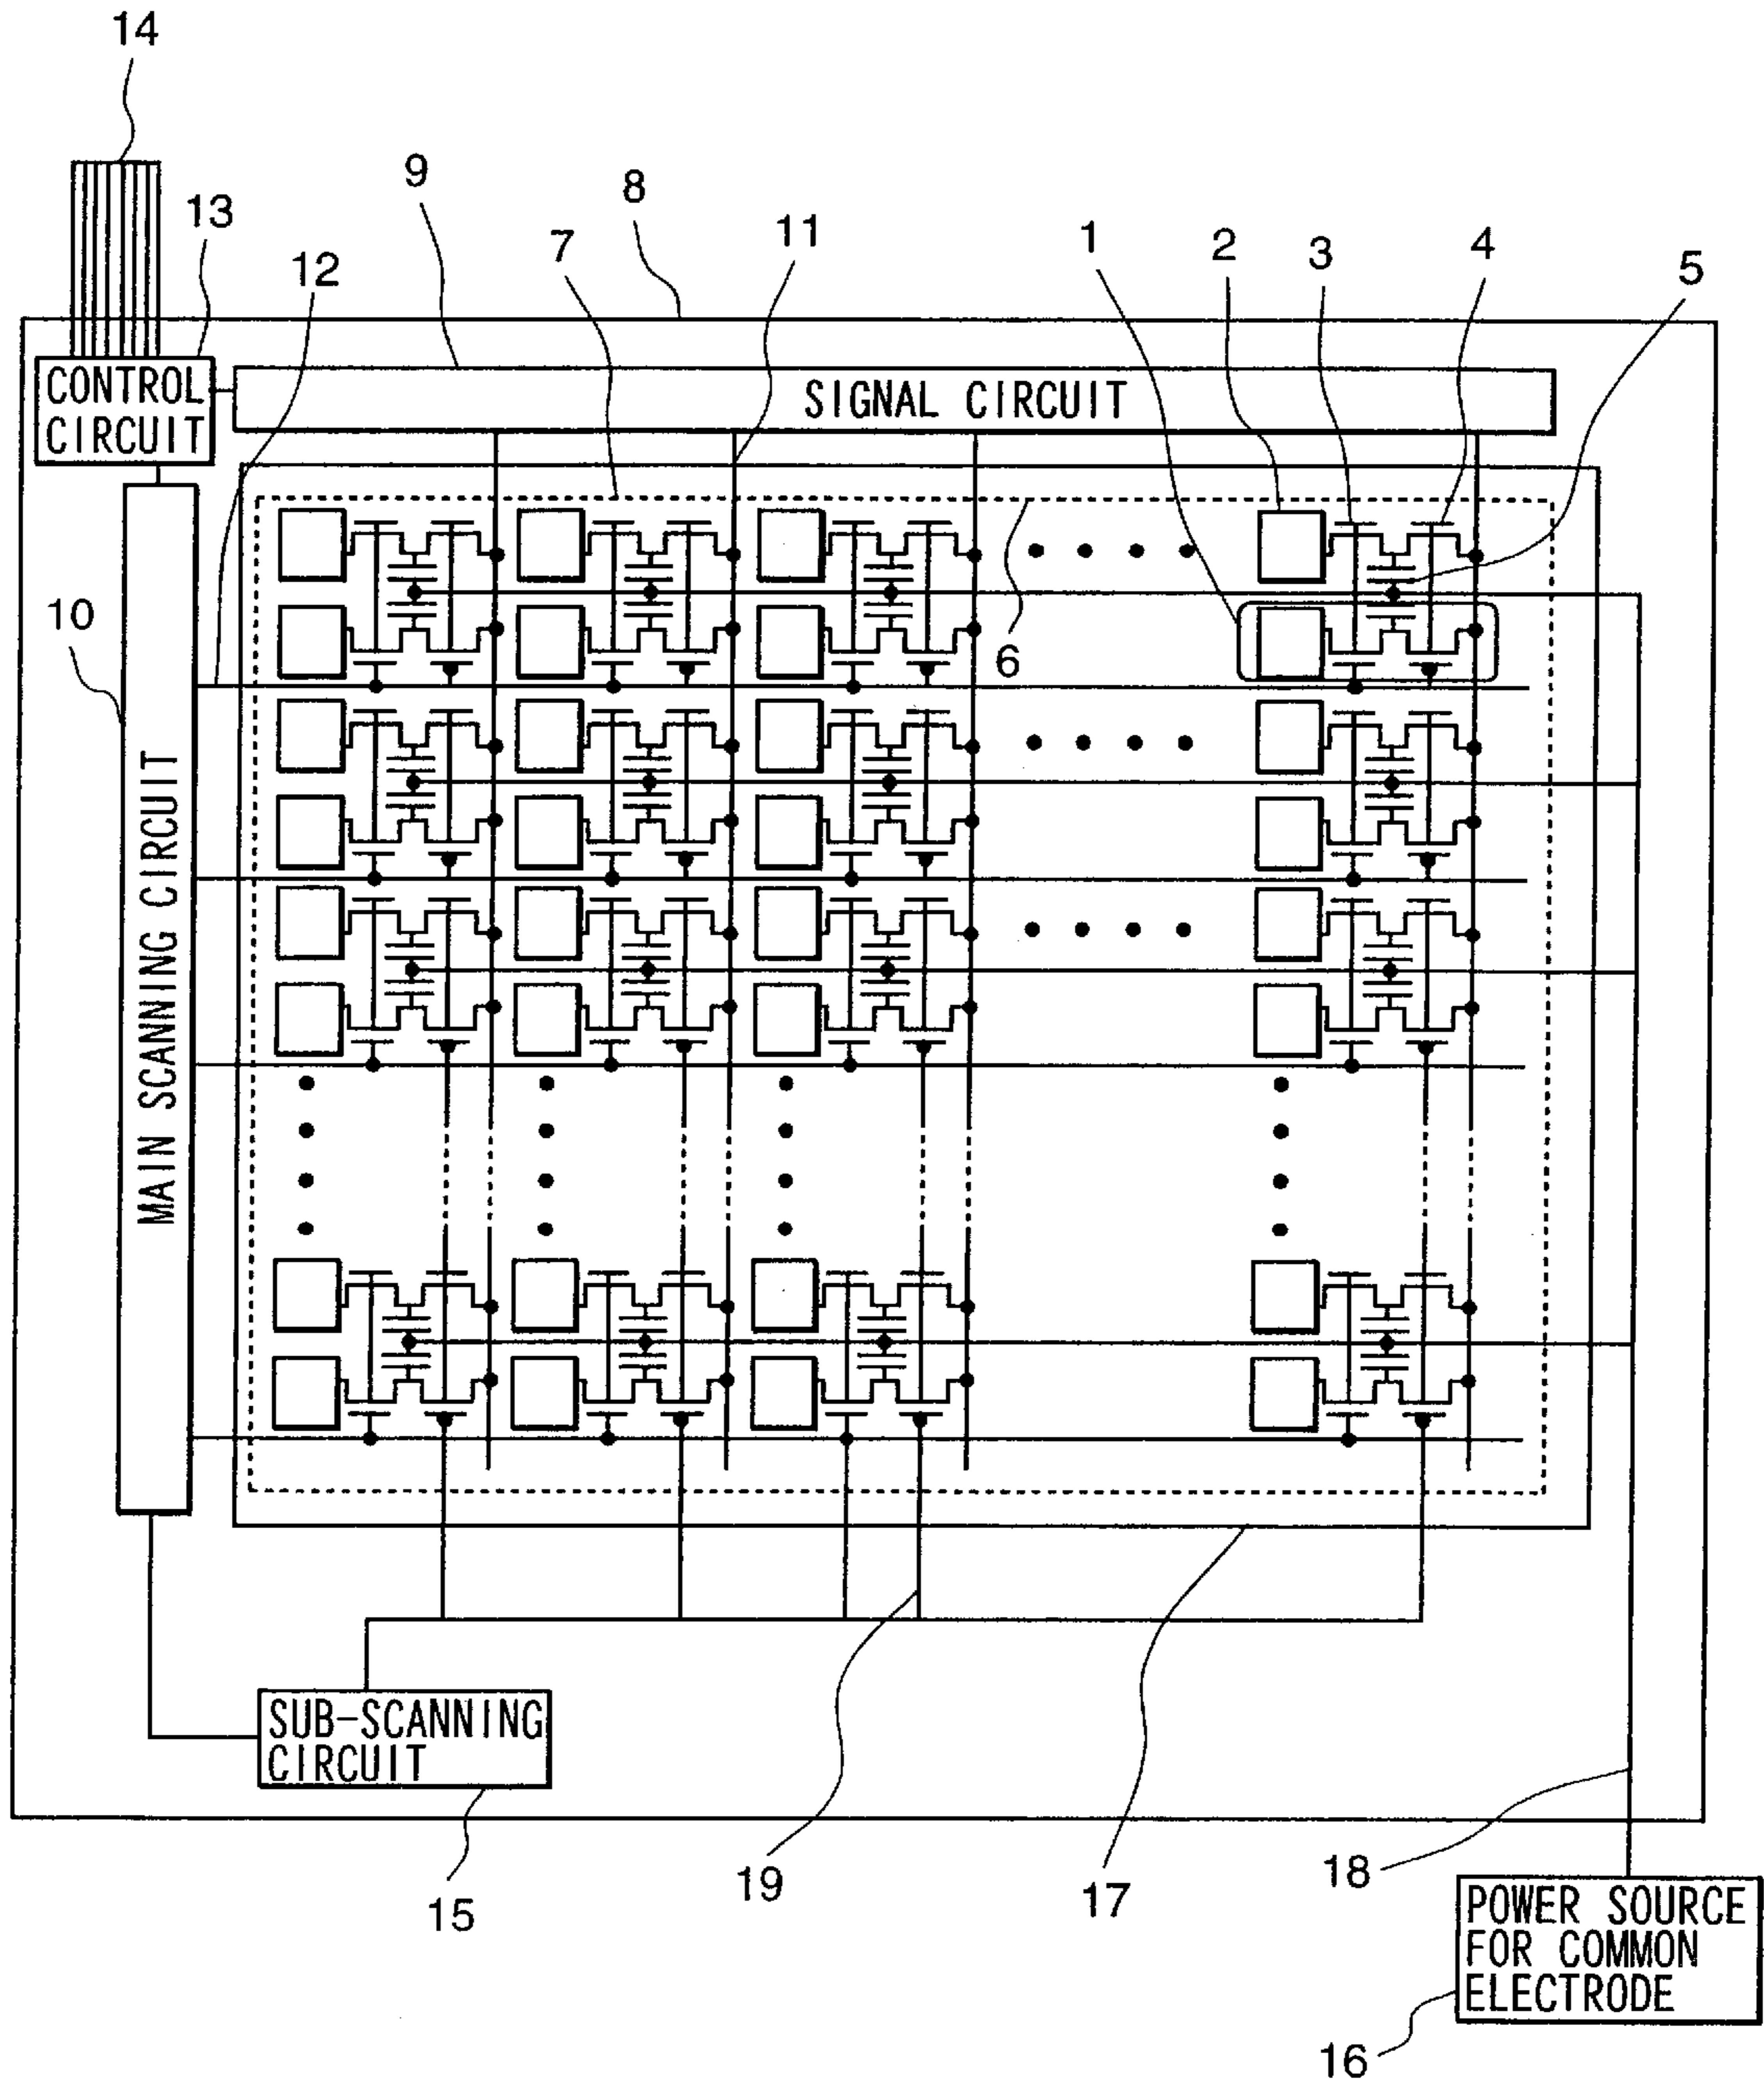 14
9
8
13
7
11
1
2
3
4
5
12
CONTROL
CIRCUIT
SIGNAL CIRCUIT
10
6
MAIN SCANNING CIRCUIT
SUB-SCANNING
CIRCUIT
19
17
18
15
POWER SOURCE
FOR COMMON
ELECTRODE
16